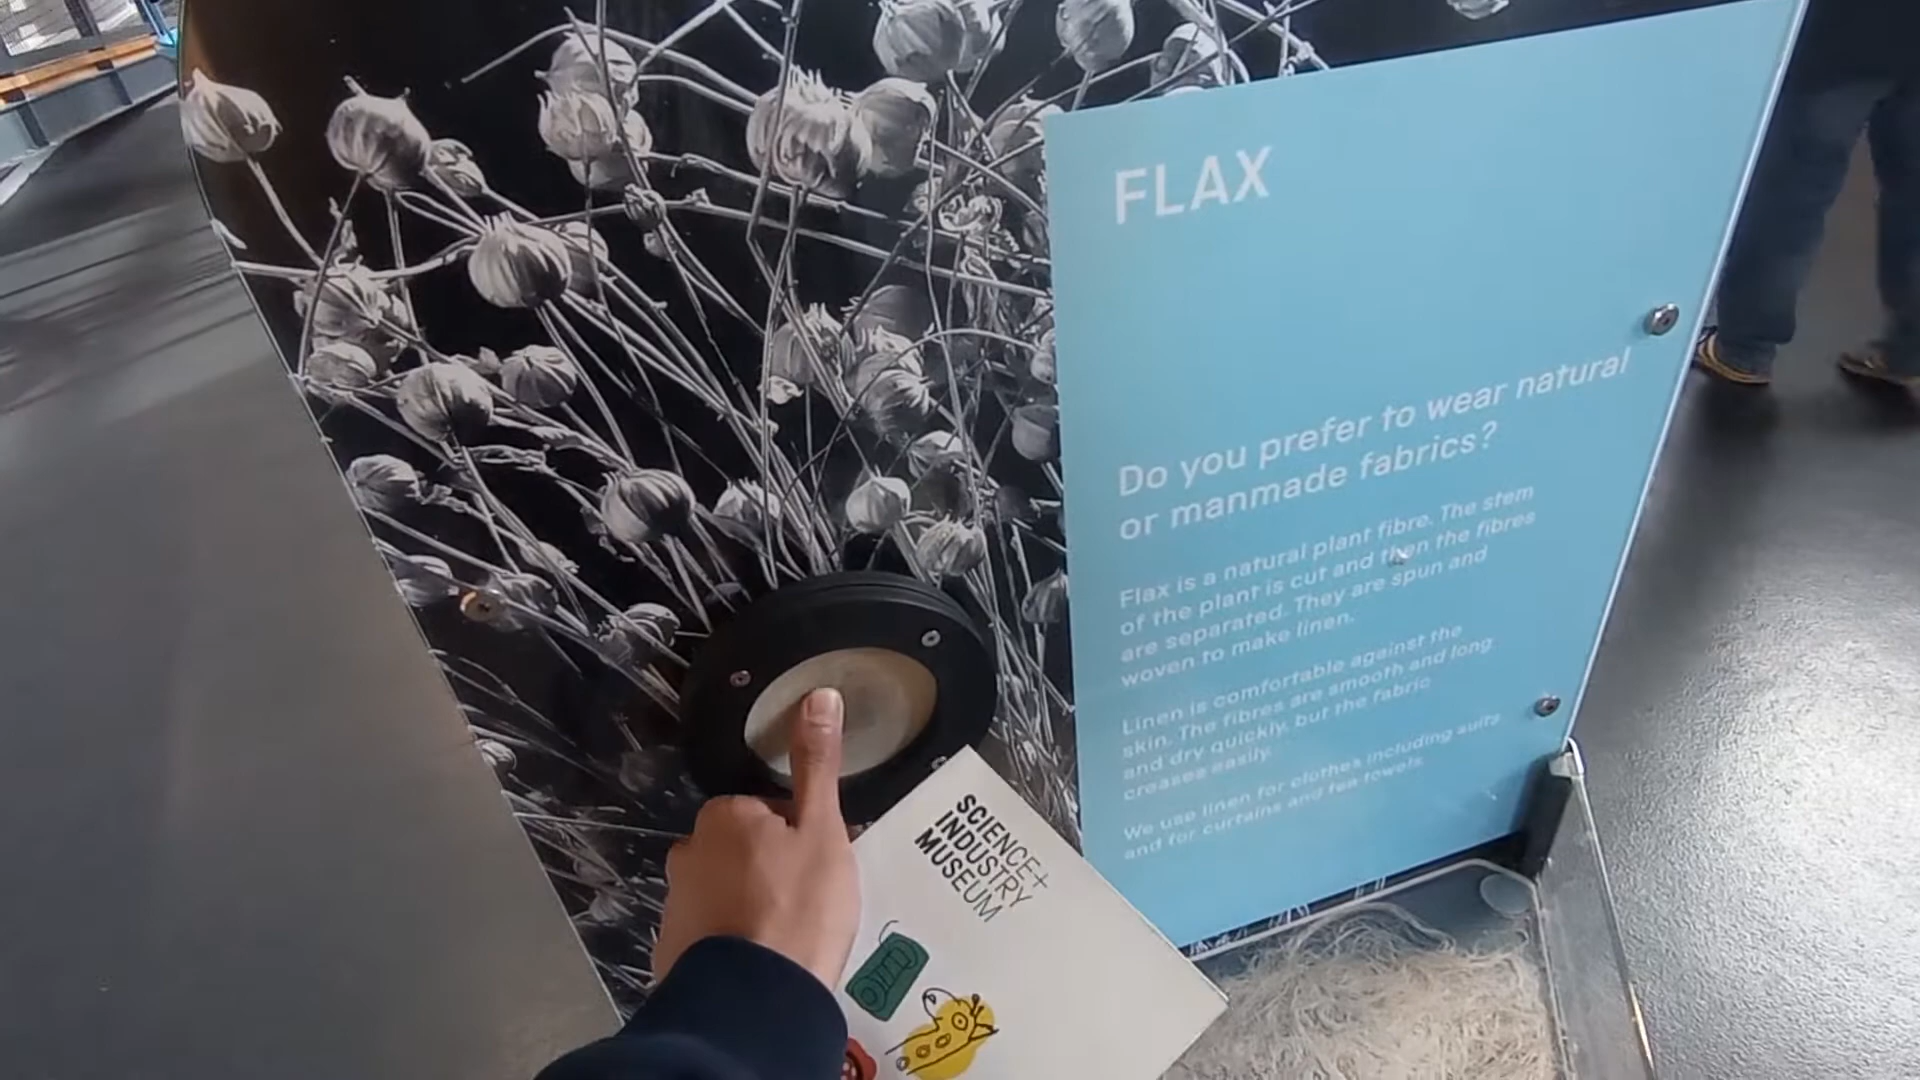 FLAX
Do you prefer to wear natural
or manmade fabrics?
Flax is a natural plant fibre. The stem
of the plant is cut and then the fibres
are separated. They are spun and
woven to make linen.
Linen is comfortable against the
skin. The fibres are smooth and long
and dry quickly, but the fabric
creases easily.
We use linen for clothes including suits
and for curtains and tea towels.
SCIENCE+
INDUSTRY
MUSEUM